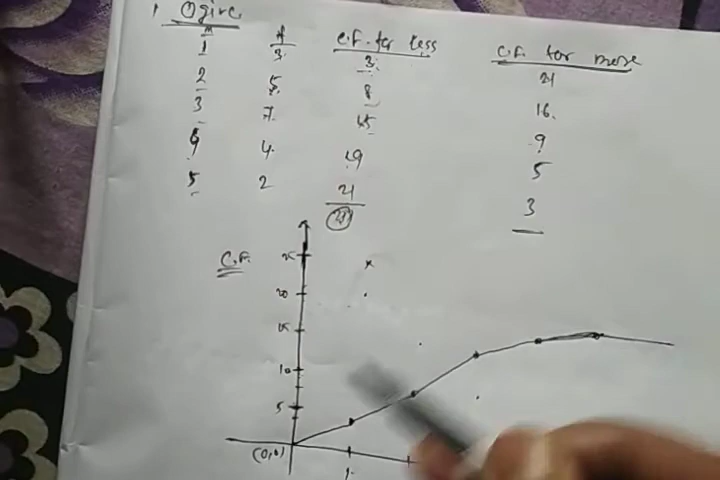 1 Ogive
x f C.F. for less C.F. for more
1 3 3 21
2 5 8 16
3 7 15 9
4 4 19 5
5 2 21 3
C.F. 25
20
15
10
5
(0,0)
1